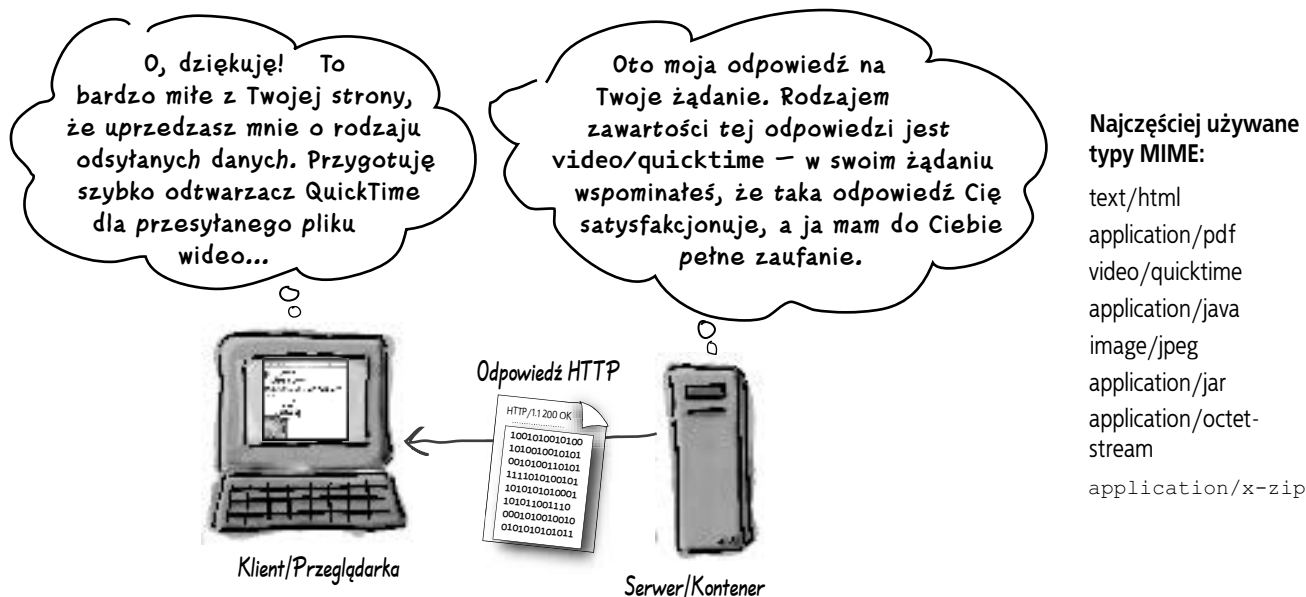 O, dziękuję! To
bardzo miłe z Twojej strony,
że uprzedzasz mnie o rodzaju
odsyłanych danych. Przygotuję
szybko odtwarzacz QuickTime
dla przesyłanego pliku
wideo...
Oto moja odpowiedź na
Twoje żądanie. Rodzajem
zawartości tej odpowiedzi jest
video/quicktime — w swoim żądaniu
wspominałeś, że taka odpowiedź Cię
satysfakcjonuje, a ja mam do Ciebie
pełne zaufanie.
Najczęściej używane
typy MIME:
text/html
application/pdf
video/quicktime
application/java
image/jpeg
application/jar
application/octet-
stream
application/x-zip
Odpowiedź HTTP
HTTP/1.1 200 OK
1001010010100
1010010010101
0010100110101
1111010100101
1010101010001
101011001110
0001010010010
0101010101011
Klient/Przeglądarka
Serwer/Kontener